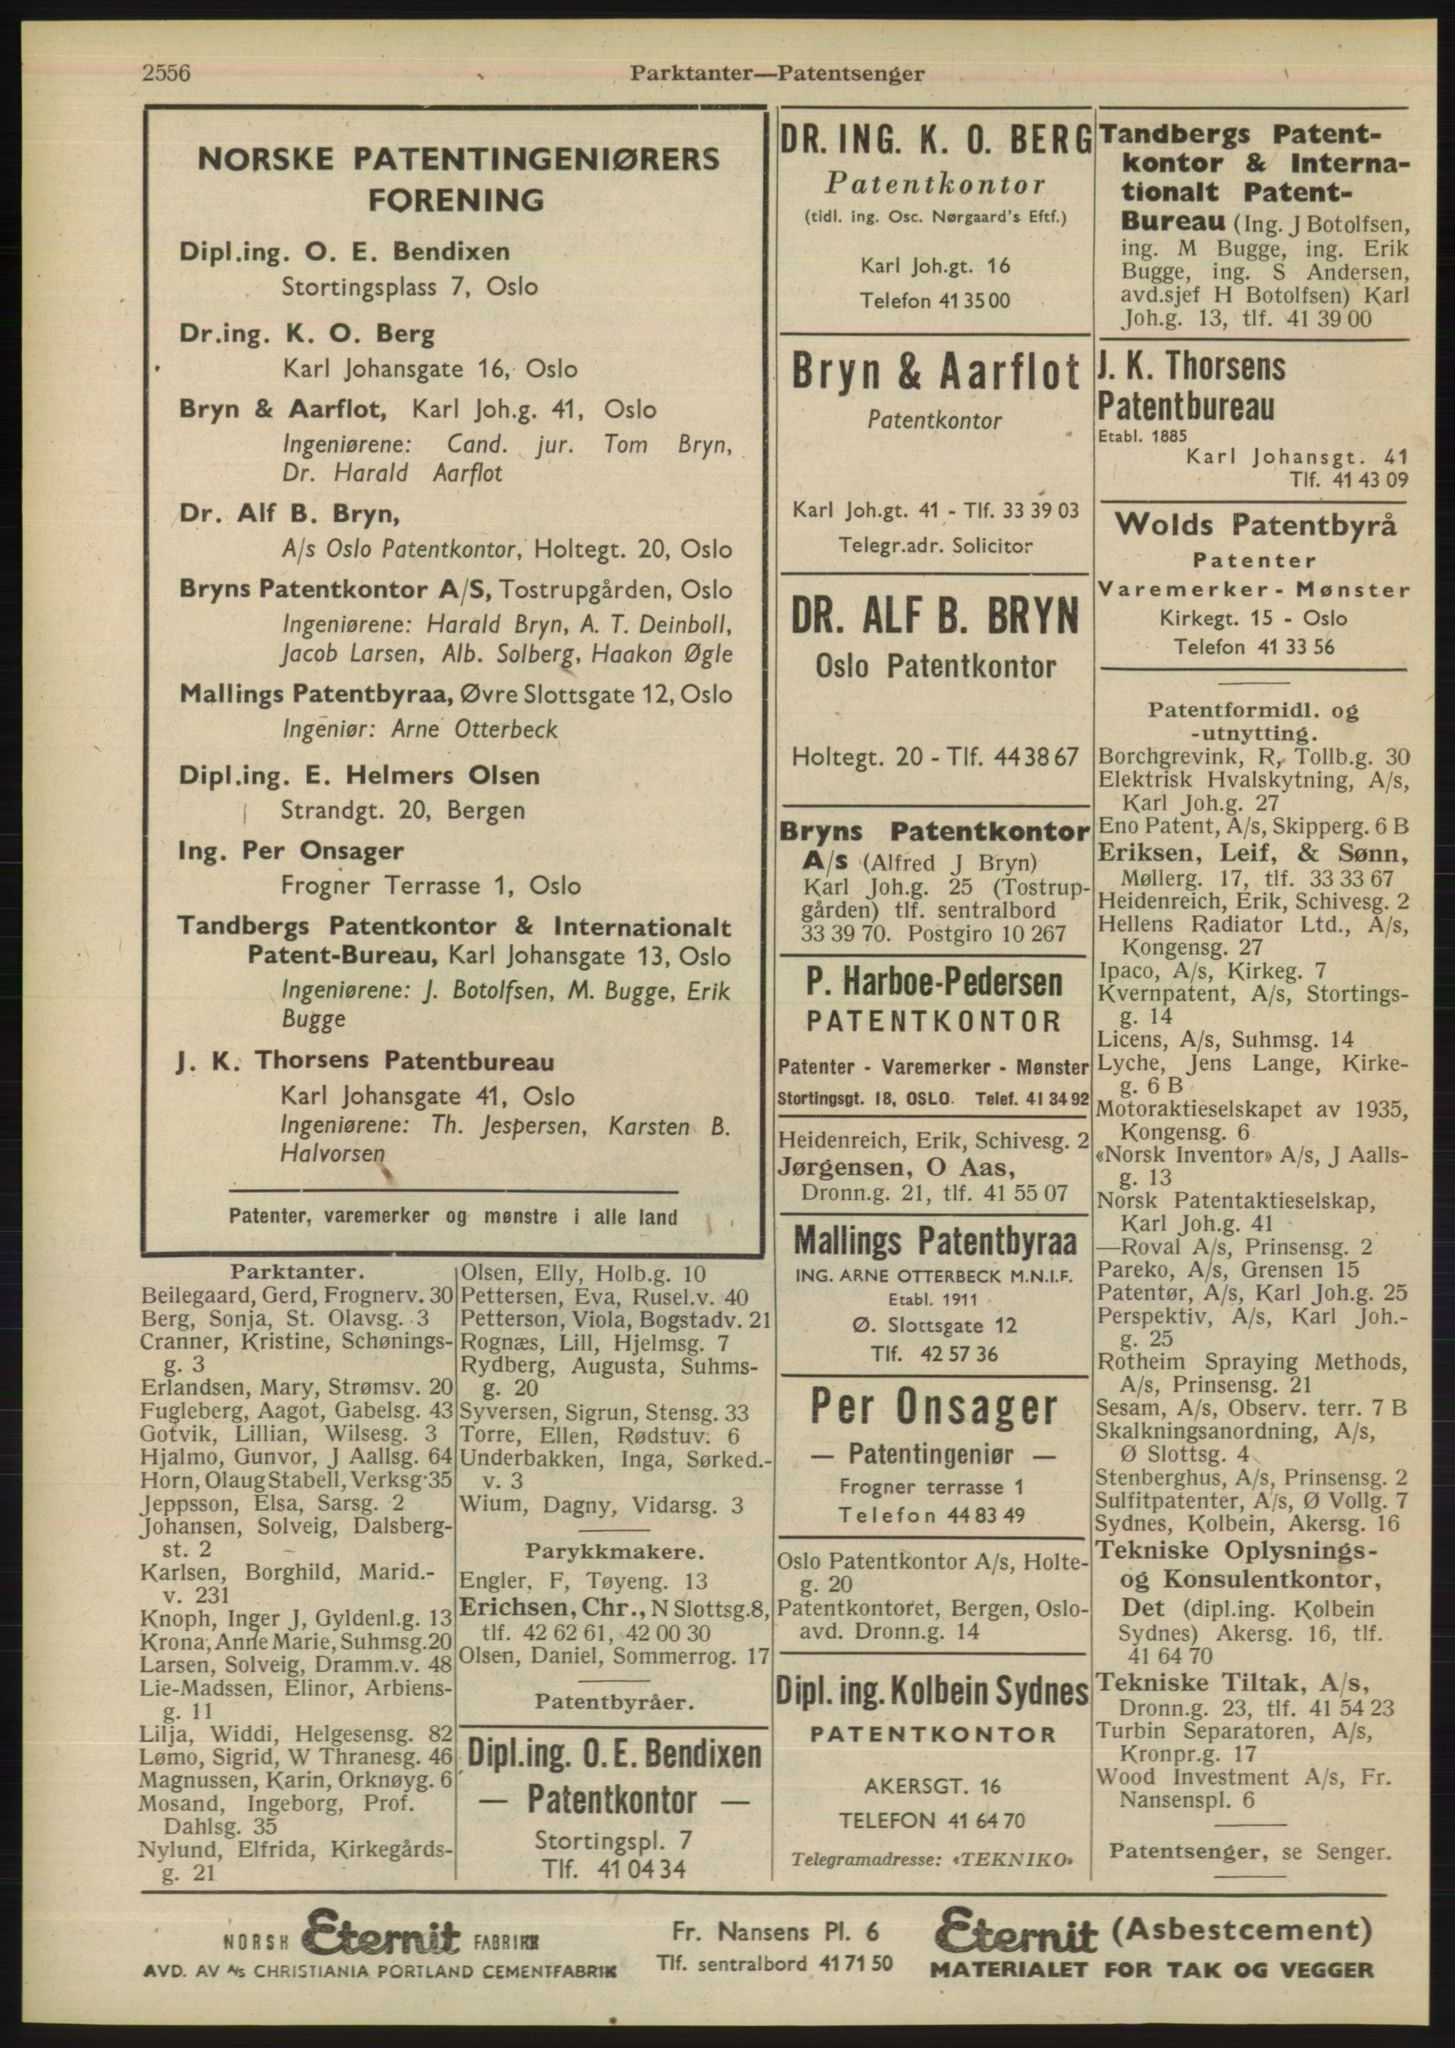 2556
Parktanter—Patentsenger
NORSKE PATENTINGENIØRERS
FORENING
Dipl.ing. O. E. Bendixen
Stortingsplass 7, Oslo
Dr.ing. K. O. Berg
Karl Johansgate 16, Oslo
Bryn & Aarflot, Karl Joh.g. 41, Oslo
Ingeniørene: Cand. jur. Tom Bryn,
Dr. Harald Aarflot
Dr. Alf B. Bryn,
A/s Oslo Patentkontor, Holtegt. 20, Oslo
Bryns Patentkontor A/S, Tostrupgården, Oslo
Ingeniørene: Harald Bryn, A. T. Deinboll,
Jacob Larsen, Alb. Solberg, Haakon Øgle
Mallings Patentbyraa, Øvre Slottsgate 12, Oslo
Ingeniør: Arne Otterbeck
Dipl.ing. E. Helmers Olsen
Strandgt. 20, Bergen
Ing. Per Onsager
Frogner Terrasse 1, Oslo
Tandbergs Patentkontor & Internationalt
Patent-Bureau, Karl Johansgate 13, Oslo
Ingeniørene: J. Botolfsen, M. Bugge, Erik
Bugge
J. K. Thorsens Patentbureau
Karl Johansgate 41, Oslo
Ingeniørene: Th. Jespersen, Karsten B.
Halvorsen
Patenter, varemerker og mønstre i alle land
Parktanter.
Beilegaard, Gerd, Frognerv. 30
Berg, Sonja, St. Olavsg. 3
Cranner, Kristine, Schønings-
g. 3
Erlandsen, Mary, Strømsv. 20
Fugleberg, Aagot, Gabelsg. 43
Gotvik, Lillian, Wilsesg. 3
Hjalmo, Gunvor, J Aallsg. 64
Horn, Olaug Stabell, Verksg 35
Jeppsson, Elsa, Sarsg. 2
Johansen, Solveig, Dalsberg-
st. 2
Karlsen, Borghild, Marid.-
v. 231
Knoph, Inger J, Gyldenl.g. 13
Krona, Anne Marie, Suhmsg. 20
Larsen, Solveig, Dramm.v. 48
Lie-Madssen, Elinor, Arbiens-
g. 11
Lilja, Widdi, Helgesensg. 82
Lømo, Sigrid, W Thranesg. 46
Magnussen, Karin, Orknøyg. 6
Mosand, Ingeborg, Prof.
Dahlsg. 35
Nylund, Elfrida, Kirkegårds-
g. 21
Olsen, Elly, Holb.g. 10
Pettersen, Eva, Rusel.v. 40
Petterson, Viola, Bogstadv. 21
Rognæs, Lill, Hjelmsg. 7
Rydberg, Augusta, Suhms-
g. 20
Syversen, Sigrun, Stensg. 33
Torre, Ellen, Rødstuv. 6
Underbakken, Inga, Sørked.-
v. 3
Wium, Dagny, Vidarsg. 3
Parykkmakere.
Engler, F, Tøyeng. 13
Erichsen, Chr., N Slottsg. 8,
tlf. 42 62 61, 42 00 30
Olsen, Daniel, Sommerrog. 17
Patentbyråer.
Dipl.ing. O. E. Bendixen
— Patentkontor —
Stortingspl. 7
Tlf. 41 04 34
DR. ING. K. O. BERG
Patentkontor
(tidl. ing. Osc. Nørgaard's Eftf.)
Karl Joh.gt. 16
Telefon 41 35 00
Bryn & Aarflot
Patentkontor
Karl Joh.gt. 41 - Tlf. 33 39 03
Telegr.adr. Solicitor
DR. ALF B. BRYN
Oslo Patentkontor
Holtegt. 20 - Tlf. 44 38 67
Bryns Patentkontor
A/s (Alfred J Bryn)
Karl Joh.g. 25 (Tostrup-
gården) tlf. sentralbord
33 39 70. Postgiro 10 267
P. Harboe-Pedersen
PATENTKONTOR
Patenter - Varemerker - Mønster
Stortingsgt. 18, OSLO. Telef. 41 34 92
Heidenreich, Erik, Schivesg. 2
Jørgensen, O Aas,
Dronn.g. 21, tlf. 41 55 07
Mallings Patentbyraa
ING. ARNE OTTERBECK M.N.I.F.
Etabl. 1911
Ø. Slottsgate 12
Tlf. 42 57 36
Per Onsager
— Patentingeniør —
Frogner terrasse 1
Telefon 44 83 49
Oslo Patentkontor A/s, Holte-
g. 20
Patentkontoret, Bergen, Oslo-
avd. Dronn.g. 14
Dipl. ing. Kolbein Sydnes
PATENTKONTOR
AKERSGT. 16
TELEFON 41 64 70
Telegramadresse: «TEKNIKO»
Tandbergs Patent-
kontor & Interna-
tionalt Patent-
Bureau (Ing. J Botolfsen,
ing. M Bugge, ing. Erik
Bugge, ing. S Andersen,
avd.sjef H Botolfsen) Karl
Joh.g. 13, tlf. 41 39 00
J. K. Thorsens
Patentbureau
Etabl. 1885
Karl Johansgt. 41
Tlf. 41 43 09
Wolds Patentbyrå
Patenter
Varemerker - Mønster
Kirkegt. 15 - Oslo
Telefon 41 33 56
Patentformidl. og
-utnytting.
Borchgrevink, R, Tollb.g. 30
Elektrisk Hvalskytning, A/s,
Karl Joh.g. 27
Eno Patent, A/s, Skipperg. 6 B
Eriksen, Leif, & Sønn,
Møllerg. 17, tlf. 33 33 67
Heidenreich, Erik, Schivesg. 2
Hellens Radiator Ltd., A/s,
Kongensg. 27
Ipaco, A/s, Kirkeg. 7
Kvernpatent, A/s, Stortings-
g. 14
Licens, A/s, Suhmsg. 14
Lyche, Jens Lange, Kirke-
g. 6 B
Motoraktieselskapet av 1935,
Kongensg. 6
«Norsk Inventor» A/s, J Aalls-
g. 13
Norsk Patentaktieselskap,
Karl Joh.g. 41
—Roval A/s, Prinsensg. 2
Pareko, A/s, Grensen 15
Patentør, A/s, Karl Joh.g. 25
Perspektiv, A/s, Karl Joh.-
g. 25
Rotheim Spraying Methods,
A/s, Prinsensg. 21
Sesam, A/s, Observ. terr. 7 B
Skalkningsanordning, A/s,
Ø Slottsg. 4
Stenberghus, A/s, Prinsensg. 2
Sulfitpatenter, A/s, Ø Vollg. 7
Sydnes, Kolbein, Akersg. 16
Tekniske Oplysnings-
og Konsulentkontor,
Det (dipl.ing. Kolbein
Sydnes) Akersg. 16, tlf.
41 64 70
Tekniske Tiltak, A/s,
Dronn.g. 23, tlf. 41 54 23
Turbin Separatoren, A/s,
Kronpr.g. 17
Wood Investment A/s, Fr.
Nansenspl. 6
Patentsenger, se Senger.
NORSK Eternit FABRIKK
AVD. AV A/s CHRISTIANIA PORTLAND CEMENTFABRIK
Fr. Nansens Pl. 6
Tlf. sentralbord 41 71 50
Eternit (Asbestcement)
MATERIALET FOR TAK OG VEGGER